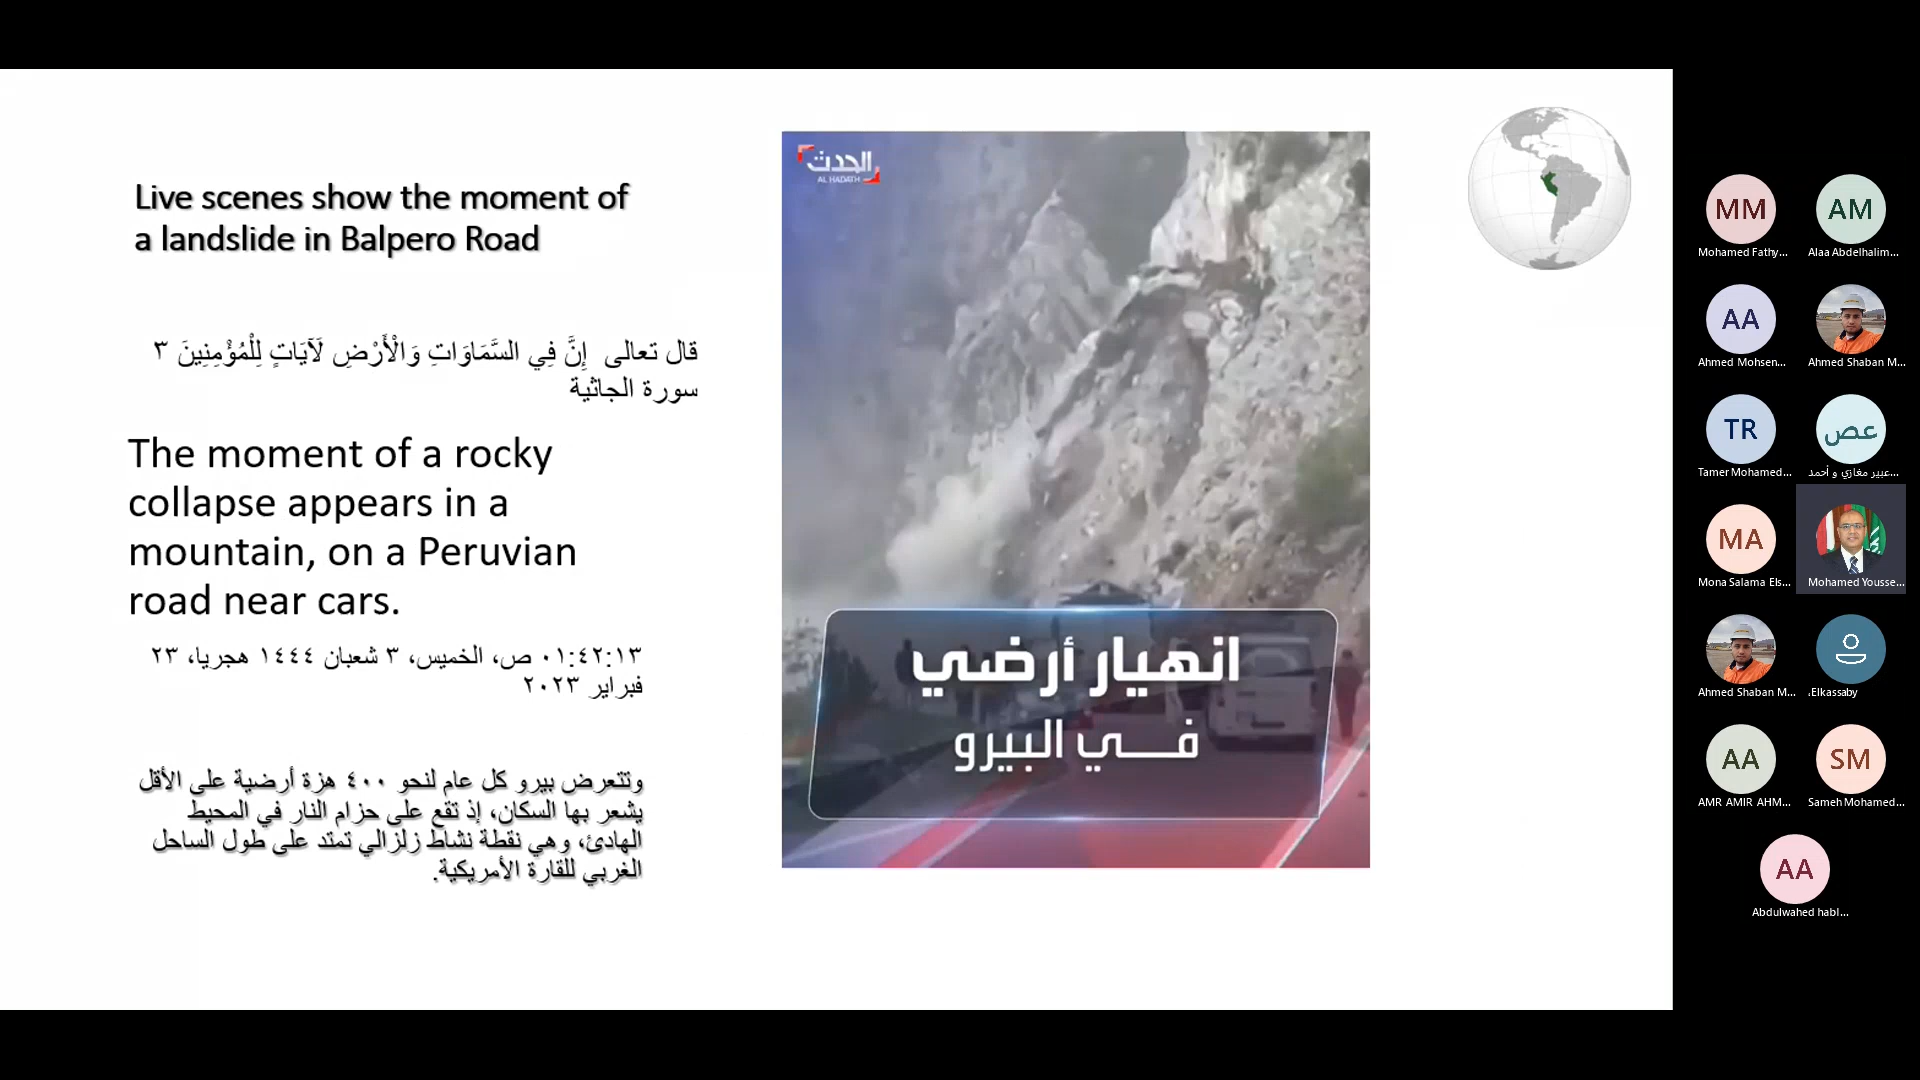 Live scenes show the moment of
a landslide in Balpero Road
قال تعالى إِنَّ فِي السَّمَاوَاتِ وَالْأَرْضِ لَآيَاتٍ لِلْمُؤْمِنِينَ ٣
سورة الجاثية
The moment of a rocky
collapse appears in a
mountain, on a Peruvian
road near cars.
٠١:٤٢:١٣ ص، الخميس، ٣ شعبان ١٤٤٤ هجريا، ٢٣
فبراير ٢٠٢٣
وتتعرض بيرو كل عام لنحو ٤٠٠ هزة أرضية على الأقل
يشعر بها السكان، إذ تقع على حزام النار في المحيط
الهادئ، وهي نقطة نشاط زلزالي تمتد على طول الساحل
الغربي للقارة الأمريكية.
الحدث
AL HADATH
انهيار أرضي
في البيرو
MM
Mohamed Fathy...
AM
Alaa Abdelhalim...
AA
Ahmed Mohsen...
Ahmed Shaban M...
TR
Tamer Mohamed...
عص
عبير مغازي و أحمد...
MA
Mona Salama Els...
Mohamed Yousse...
Ahmed Shaban M...
Elkassaby،
AA
AMR AMIR AHM...
SM
Sameh Mohamed...
AA
Abdulwahed habl...